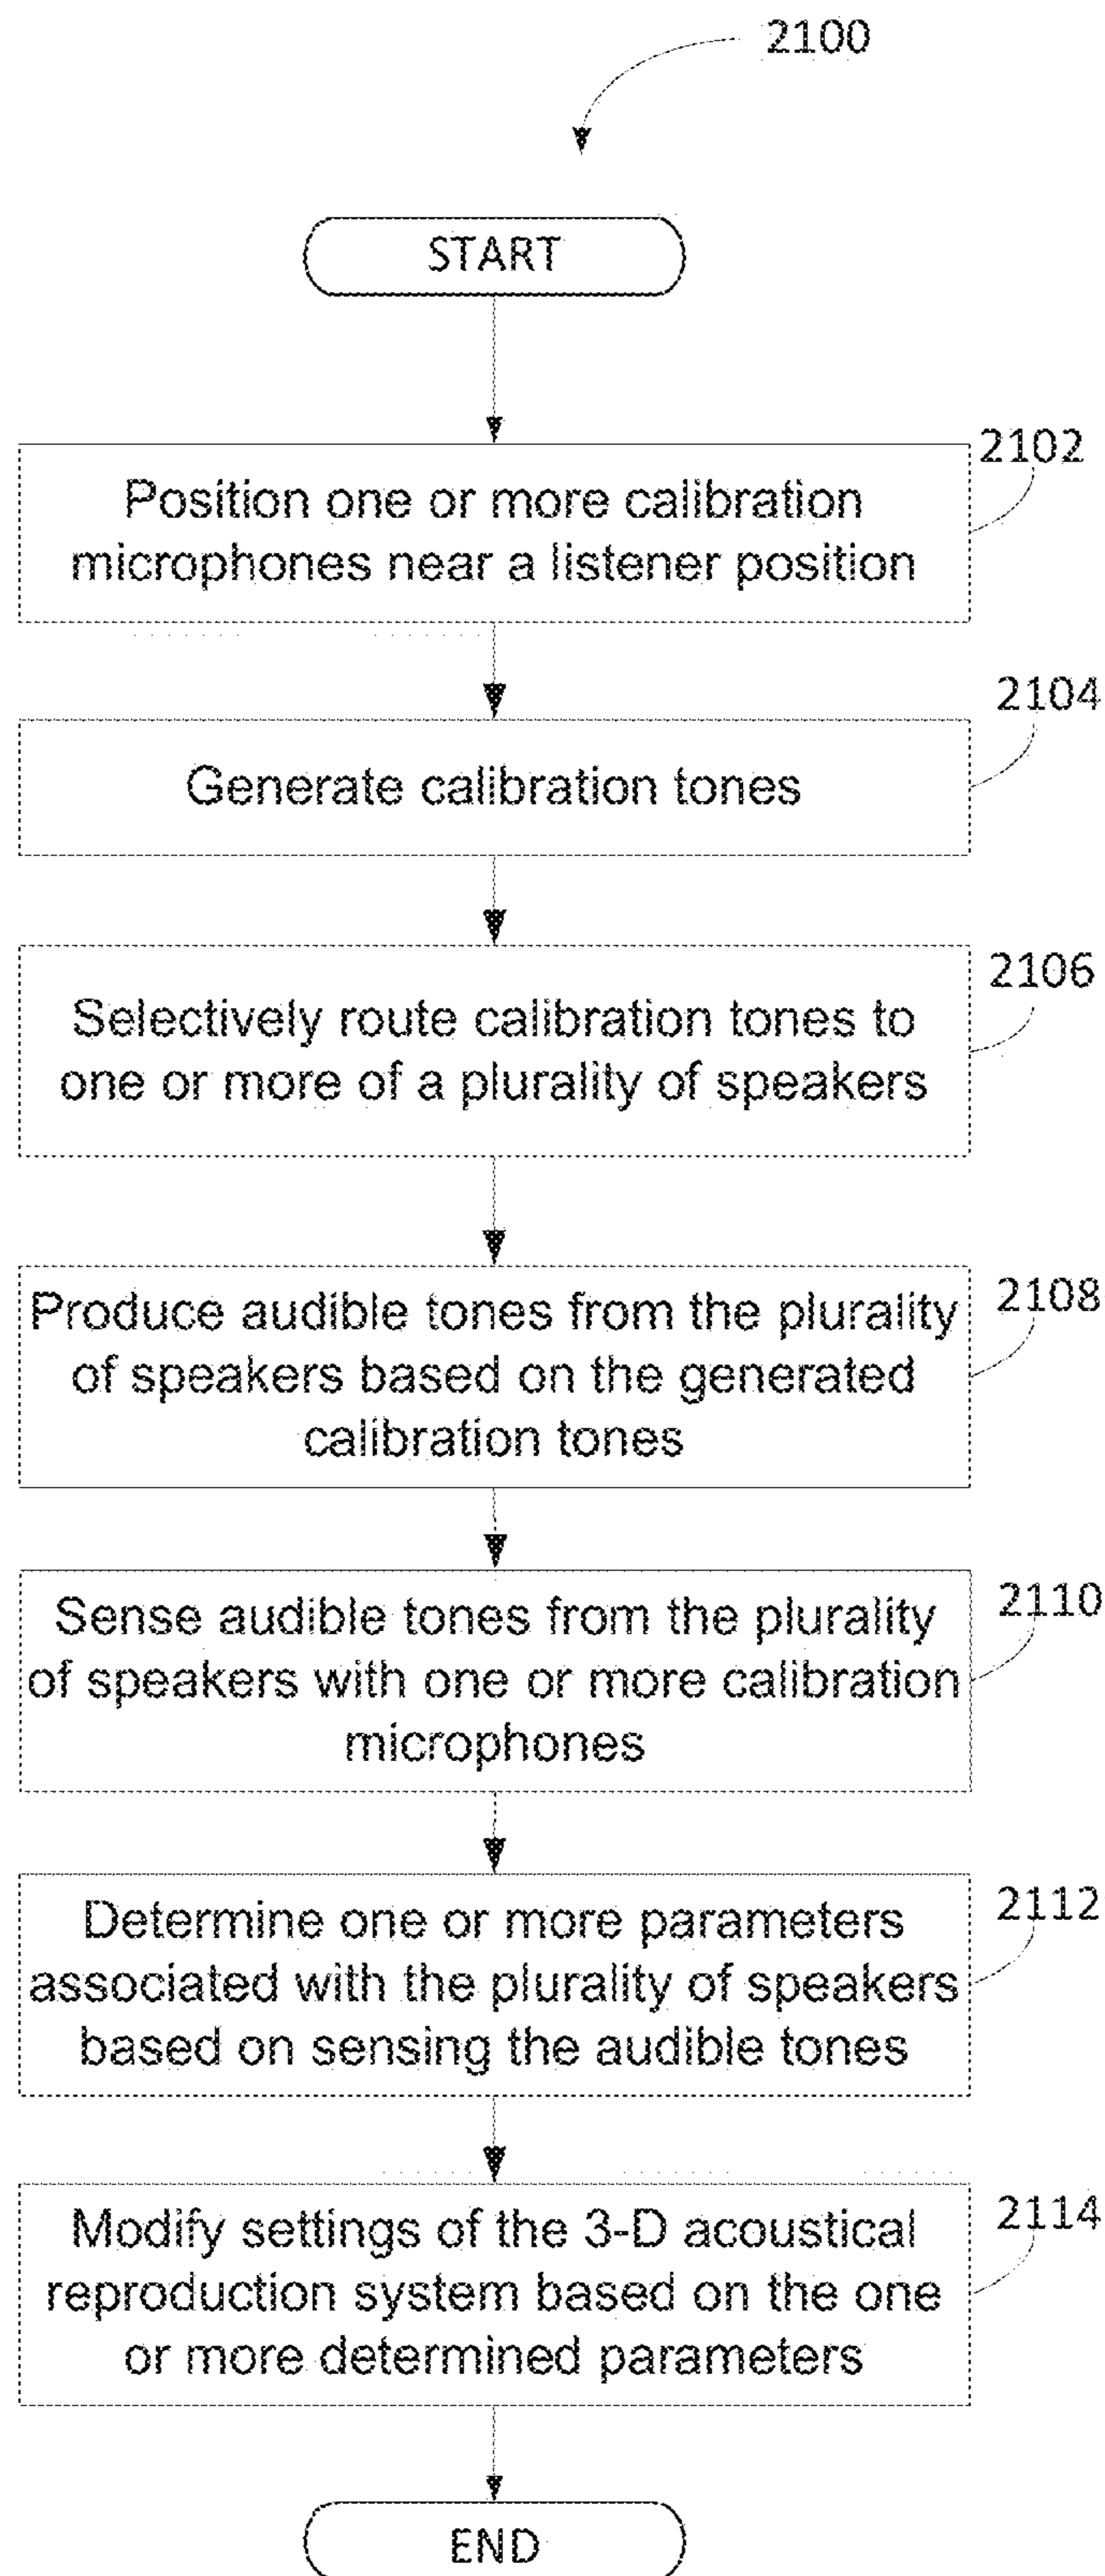 2100
START
2102
Position one or more calibration
microphones near a listener position
2104
Generate calibration tones
2106
Selectively route calibration tones to
one or more of a plurality of speakers
2108
Produce audible tones from the plurality
of speakers based on the generated
calibration tones
2110
Sense audible tones from the plurality
of speakers with one or more calibration
microphones
2112
Determine one or more parameters
associated with the plurality of speakers
based on sensing the audible tones
2114
Modify settings of the 3-D acoustical
reproduction system based on the one
or more determined parameters
END